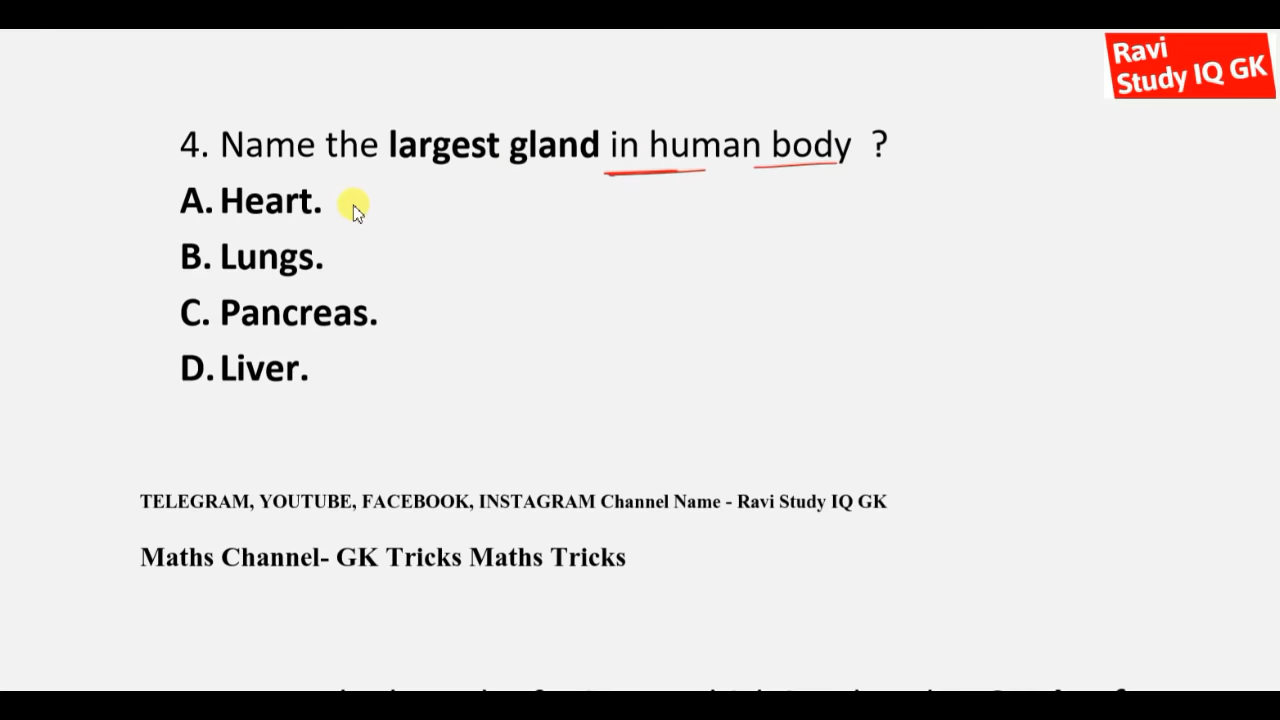 Ravi
Study IQ GK
4. Name the largest gland in human body ?
A. Heart.
B. Lungs.
C. Pancreas.
D. Liver.
TELEGRAM, YOUTUBE, FACEBOOK, INSTAGRAM Channel Name - Ravi Study IQ GK
Maths Channel- GK Tricks Maths Tricks